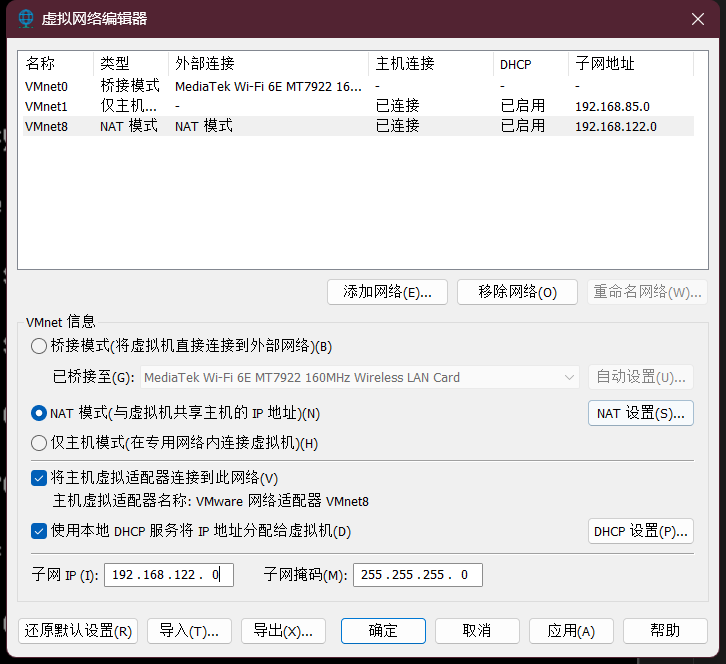 虚拟网络编辑器
名称 类型 外部连接 主机连接 DHCP 子网地址
VMnet0 桥接模式 MediaTek Wi-Fi 6E MT7922 16... - - -
VMnet1 仅主机... - 已连接 已启用 192.168.85.0
VMnet8 NAT 模式 NAT 模式 已连接 已启用 192.168.122.0
添加网络(E)... 移除网络(O) 重命名网络(W)...
VMnet 信息
桥接模式(将虚拟机直接连接到外部网络)(B)
已桥接至(G): MediaTek Wi-Fi 6E MT7922 160MHz Wireless LAN Card 自动设置(U)...
NAT 模式(与虚拟机共享主机的 IP 地址)(N) NAT 设置(S)...
仅主机模式(在专用网络内连接虚拟机)(H)
将主机虚拟适配器连接到此网络(V)
主机虚拟适配器名称: VMware 网络适配器 VMnet8
使用本地 DHCP 服务将 IP 地址分配给虚拟机(D) DHCP 设置(P)...
子网 IP (I): 192.168.122. 0 子网掩码(M): 255.255.255. 0
还原默认设置(R) 导入(T)... 导出(X)... 确定 取消 应用(A) 帮助